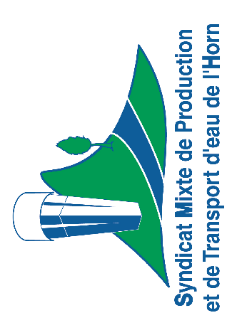 Syndicat Mixte de Production
et de Transport d'eau de l'Horn